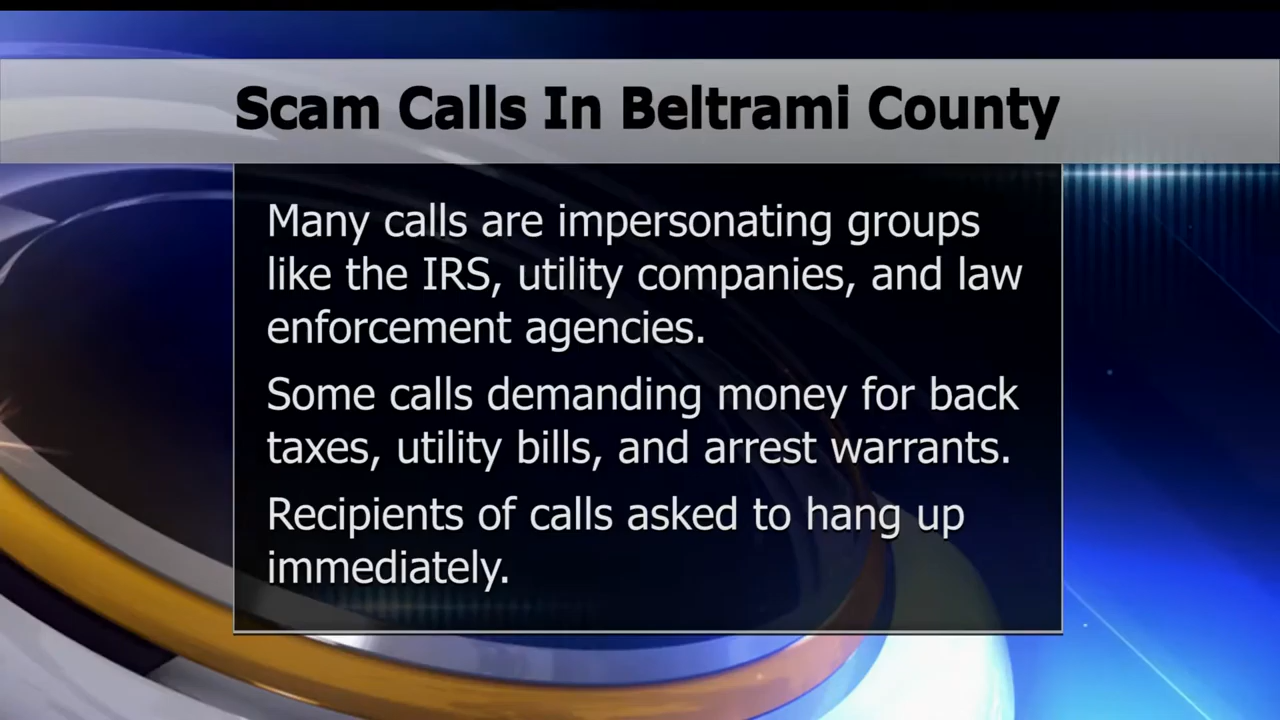 Scam Calls In Beltrami County
Many calls are impersonating groups
like the IRS, utility companies, and law
enforcement agencies.
Some calls demanding money for back
taxes, utility bills, and arrest warrants.
Recipients of calls asked to hang up
immediately.